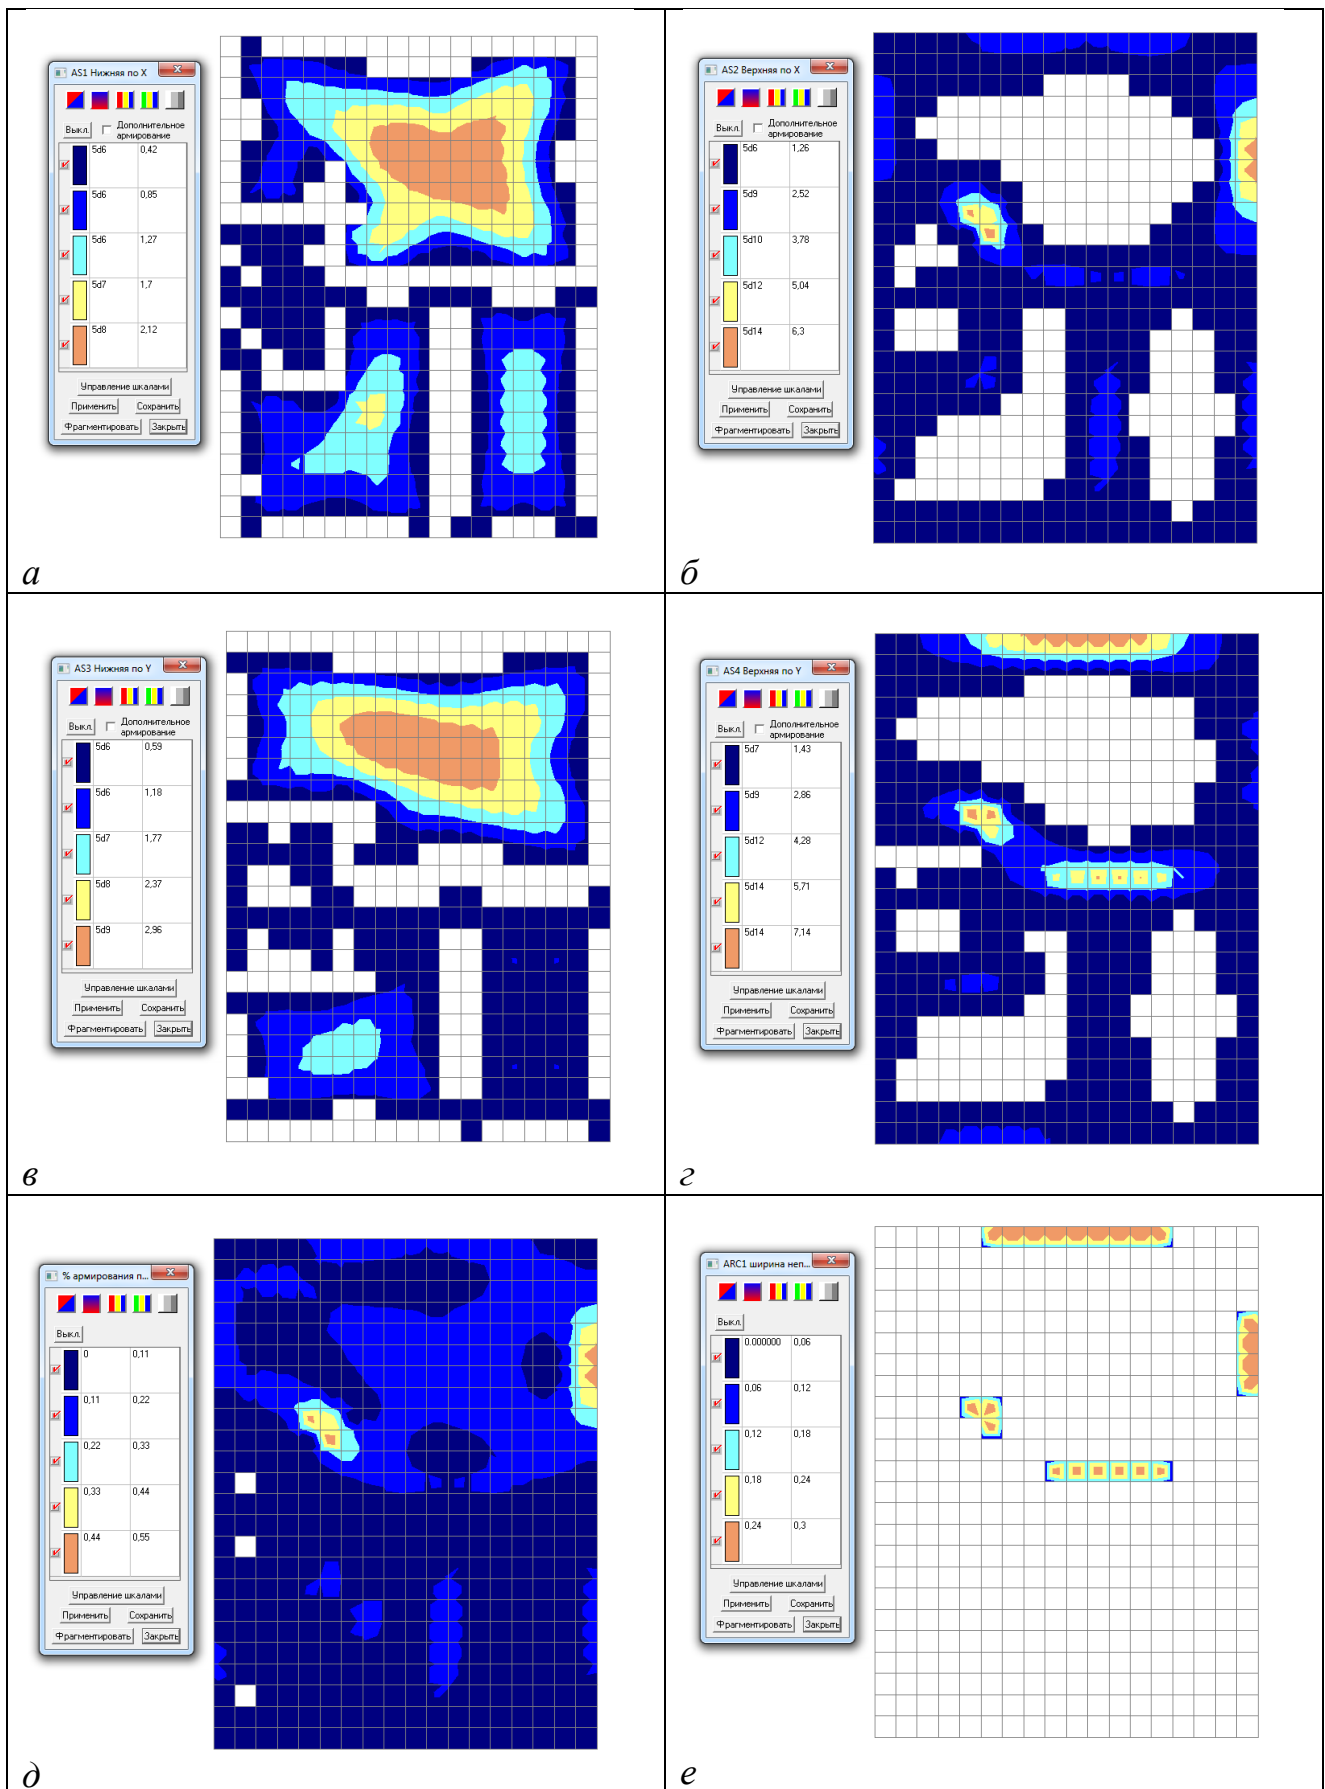 AS1 Нижняя по X
Выкл.
Дополнительное
армирование
5d6 0,42
5d6 0,85
5d6 1,27
5d7 1,7
5d8 2,12
Управление шкалами
Применить Сохранить
Фрагментировать Закрыть
а
AS2 Верхняя по X
Выкл.
Дополнительное
армирование
5d6 1,26
5d9 2,52
5d10 3,78
5d12 5,04
5d14 6,3
Управление шкалами
Применить Сохранить
Фрагментировать Закрыть
б
AS3 Нижняя по Y
Выкл.
Дополнительное
армирование
5d6 0,59
5d6 1,18
5d7 1,77
5d8 2,37
5d9 2,96
Управление шкалами
Применить Сохранить
Фрагментировать Закрыть
в
AS4 Верхняя по Y
Выкл.
Дополнительное
армирование
5d7 1,43
5d9 2,86
5d12 4,28
5d14 5,71
5d14 7,14
Управление шкалами
Применить Сохранить
Фрагментировать Закрыть
г
% армирования п...
Выкл.
0 0,11
0,11 0,22
0,22 0,33
0,33 0,44
0,44 0,55
Управление шкалами
Применить Сохранить
Фрагментировать Закрыть
д
ARC1 ширина неп...
Выкл.
0.000000 0,06
0,06 0,12
0,12 0,18
0,18 0,24
0,24 0,3
Управление шкалами
Применить Сохранить
Фрагментировать Закрыть
е